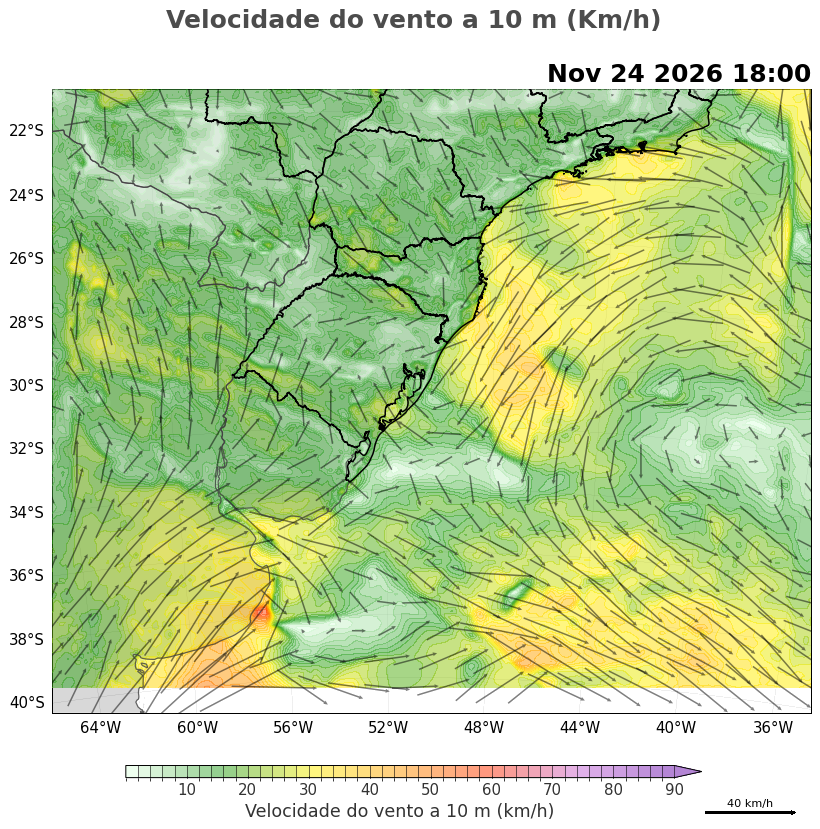 Velocidade do vento a 10 m (Km/h)
Nov 24 2026 18:00
22°S
24°S
26°S
28°S
30°S
32°S
34°S
36°S
38°S
40°S
64°W 60°W 56°W 52°W 48°W 44°W 40°W 36°W
10 20 30 40 50 60 70 80 90
Velocidade do vento a 10 m (km/h)
40 km/h